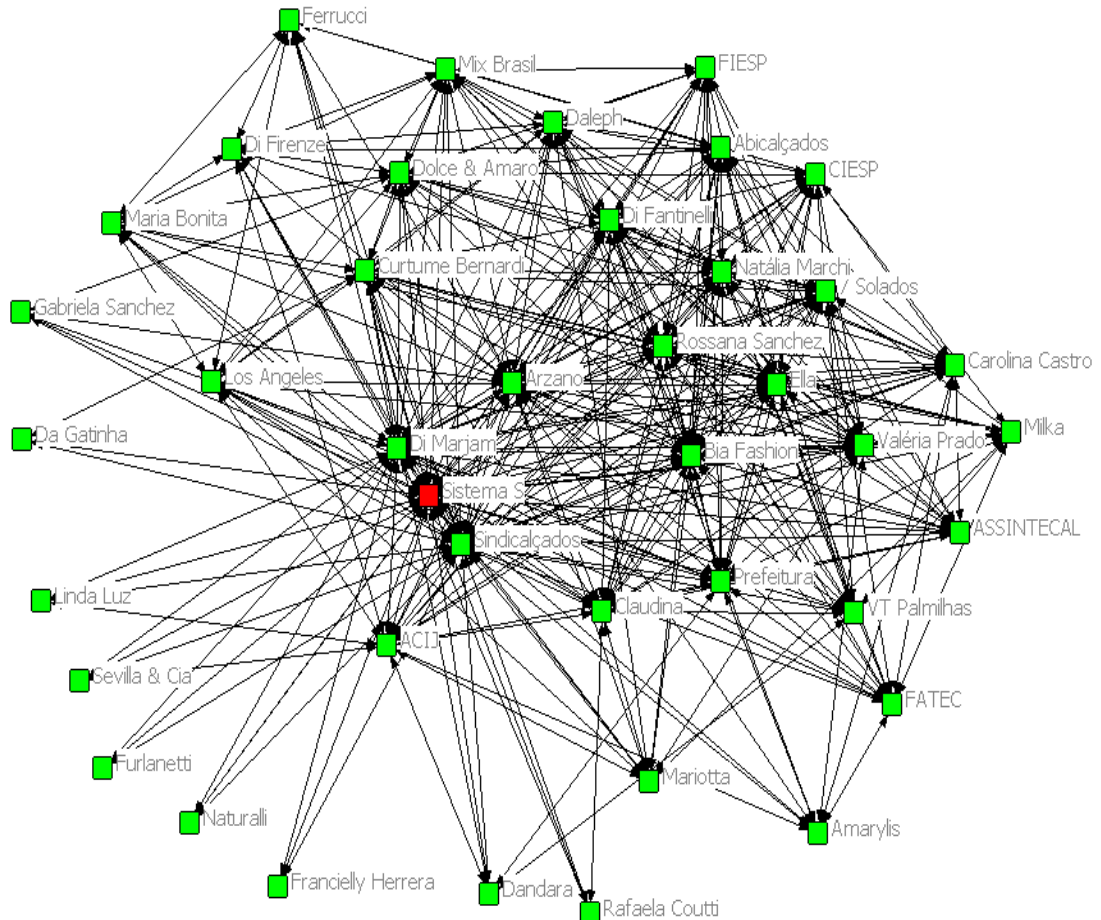 Ferrucci
Mix Brasil
FIESP
Daleph
Di Firenze
Abicalçados
Dolce & Amaro
CIESP
Maria Bonita
Di Fantinelli
Curtume Bernardi
Natália Marchi
/ Solados
Gabriela Sanchez
Rossana Sanchez
Carolina Castro
Los Angeles
Arzano
Ella
Da Gatinha
Di Marjam
Bia Fashion
Valéria Prado
Milka
Sistema S
Sindicalçados
ASSINTECAL
Prefeitura
Linda Luz
Claudina
VT Palmilhas
ACIJ
Sevilla & Cia
FATEC
Furlanetti
Mariotta
Naturalli
Amarylis
Francielly Herrera
Dandara
Rafaela Coutti